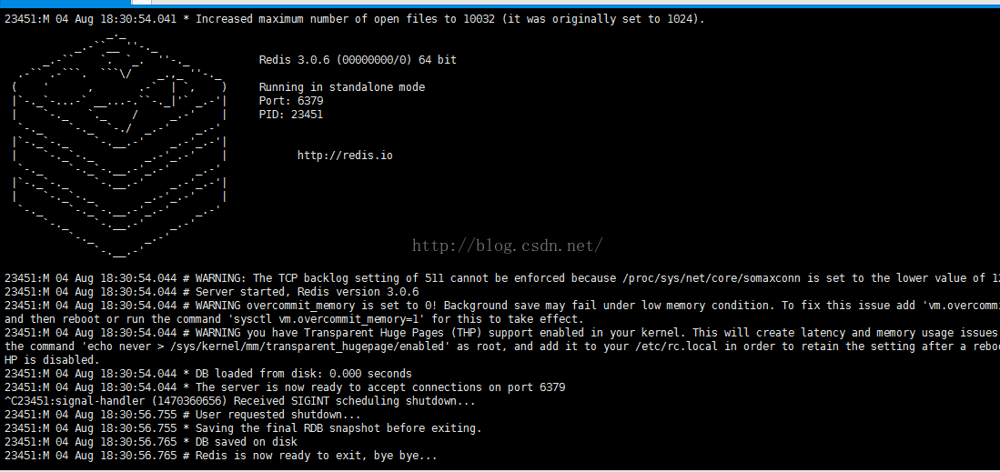 23451:M 04 Aug 18:30:54.041 * Increased maximum number of open files to 10032 (it was originally set to 1024).
Redis 3.0.6 (00000000/0) 64 bit
Running in standalone mode
Port: 6379
PID: 23451
http://redis.io
http://blog.csdn.net/
23451:M 04 Aug 18:30:54.044 # WARNING: The TCP backlog setting of 511 cannot be enforced because /proc/sys/net/core/somaxconn is set to the lower value of
23451:M 04 Aug 18:30:54.044 # Server started, Redis version 3.0.6
23451:M 04 Aug 18:30:54.044 # WARNING overcommit_memory is set to 0! Background save may fail under low memory condition. To fix this issue add 'vm.overcommi
and then reboot or run the command 'sysctl vm.overcommit_memory=1' for this to take effect.
23451:M 04 Aug 18:30:54.044 # WARNING you have Transparent Huge Pages (THP) support enabled in your kernel. This will create latency and memory usage issues
the command 'echo never > /sys/kernel/mm/transparent_hugepage/enabled' as root, and add it to your /etc/rc.local in order to retain the setting after a reboo
HP is disabled.
23451:M 04 Aug 18:30:54.044 * DB loaded from disk: 0.000 seconds
23451:M 04 Aug 18:30:54.044 * The server is now ready to accept connections on port 6379
^C23451:signal-handler (1470360656) Received SIGINT scheduling shutdown...
23451:M 04 Aug 18:30:56.755 # User requested shutdown...
23451:M 04 Aug 18:30:56.755 * Saving the final RDB snapshot before exiting.
23451:M 04 Aug 18:30:56.765 * DB saved on disk
23451:M 04 Aug 18:30:56.765 # Redis is now ready to exit, bye bye...